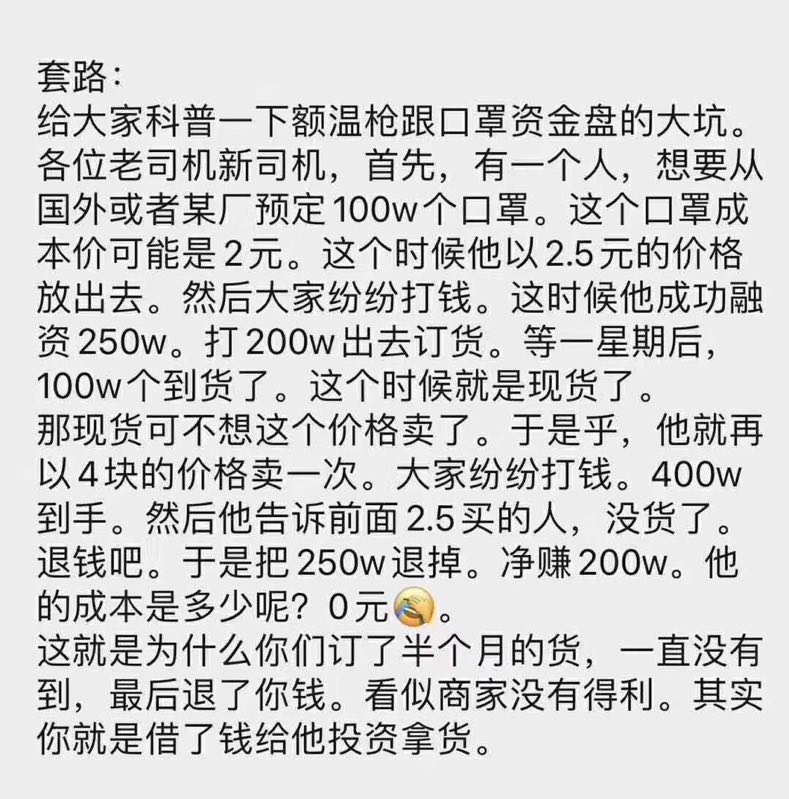 套路：
给大家科普一下额温枪跟口罩资金盘的大坑。
各位老司机新司机，首先，有一个人，想要从
国外或者某厂预定100w个口罩。这个口罩成
本价可能是2元。这个时候他以2.5元的价格
放出去。然后大家纷纷打钱。这时候他成功融
资250w。打200w出去订货。等一星期后，
100w个到货了。这个时候就是现货了。
那现货可不想这个价格卖了。于是乎，他就再
以4块的价格卖一次。大家纷纷打钱。400w
到手。然后他告诉前面2.5买的人，没货了。
退钱吧。于是把250w退掉。净赚200w。他
的成本是多少呢？0元🤦。
这就是为什么你们订了半个月的货，一直没有
到，最后退了你钱。看似商家没有得利。其实
你就是借了钱给他投资拿货。